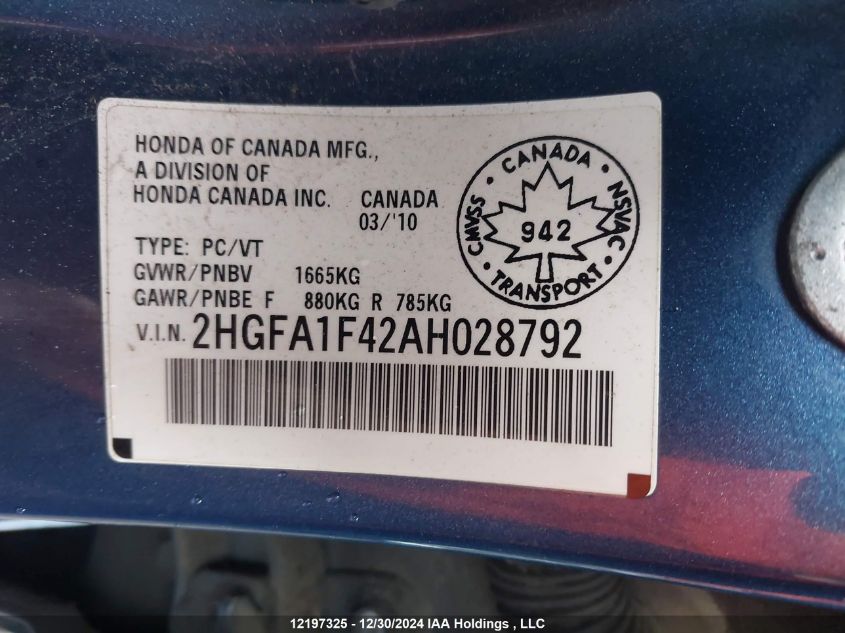 HONDA OF CANADA MFG.,
A DIVISION OF
HONDA CANADA INC. CANADA
03/'10
TYPE: PC/VT
GVWR/PNBV 1665KG
GAWR/PNBE F 880KG R 785KG
V.I.N. 2HGFA1F42AH028792
CANADA
CMVSS
942
NSVAC
TRANSPORT
12197325 - 12/30/2024 IAA Holdings , LLC